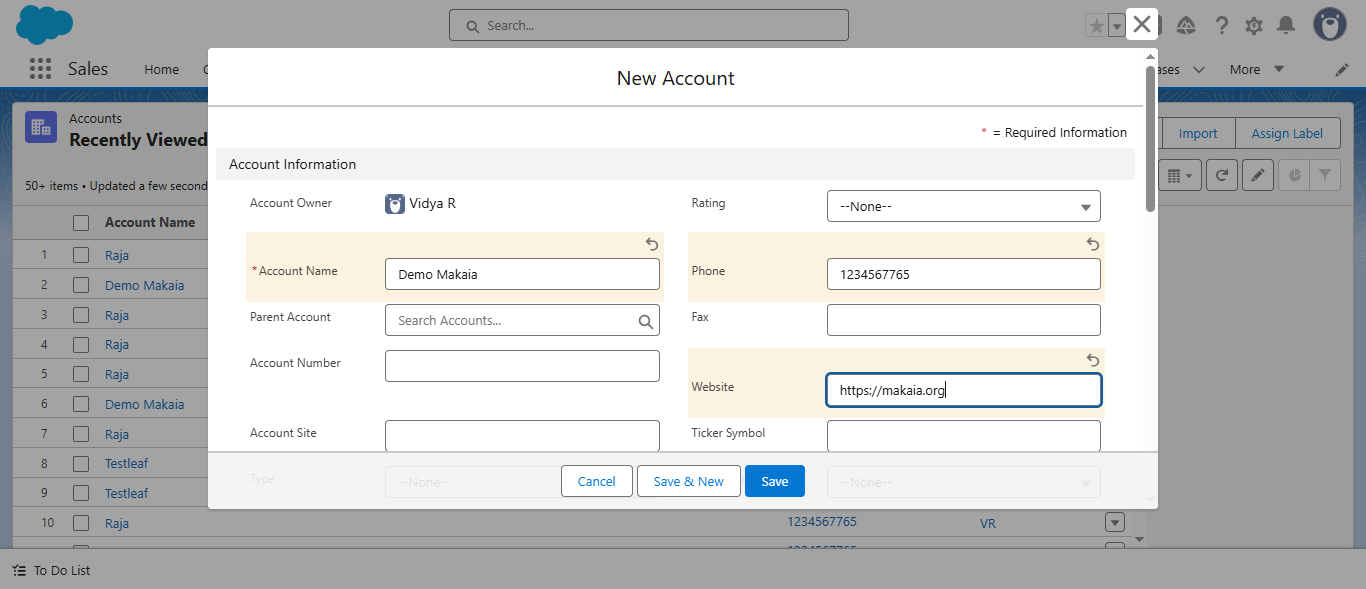 Search...
Sales
Home
More
Accounts
Recently Viewed
Import
Assign Label
50+ items • Updated a few second
Account Name
1 Raja
2 Demo Makaia
3 Raja
4 Raja
5 Raja
6 Demo Makaia
7 Raja
8 Testleaf
9 Testleaf
10 Raja 1234567765 VR
New Account
* = Required Information
Account Information
Account Owner Vidya R
Rating --None--
*Account Name Demo Makaia
Phone 1234567765
Parent Account Search Accounts...
Fax
Account Number
Website https://makaia.org
Account Site
Ticker Symbol
Type --None--
--None--
Cancel
Save & New
Save
To Do List